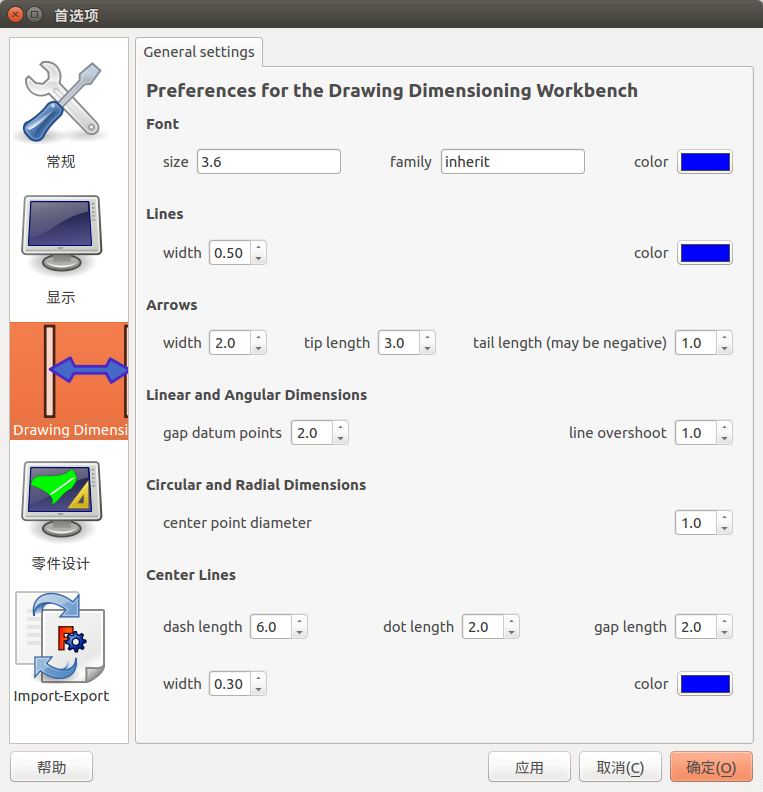 首选项
常规
显示
Drawing Dimensi
零件设计
Import-Export
General settings
Preferences for the Drawing Dimensioning Workbench
Font
size 3.6 family inherit color
Lines
width 0.50 color
Arrows
width 2.0 tip length 3.0 tail length (may be negative) 1.0
Linear and Angular Dimensions
gap datum points 2.0 line overshoot 1.0
Circular and Radial Dimensions
center point diameter 1.0
Center Lines
dash length 6.0 dot length 2.0 gap length 2.0
width 0.30 color
帮助 应用 取消(C) 确定(O)